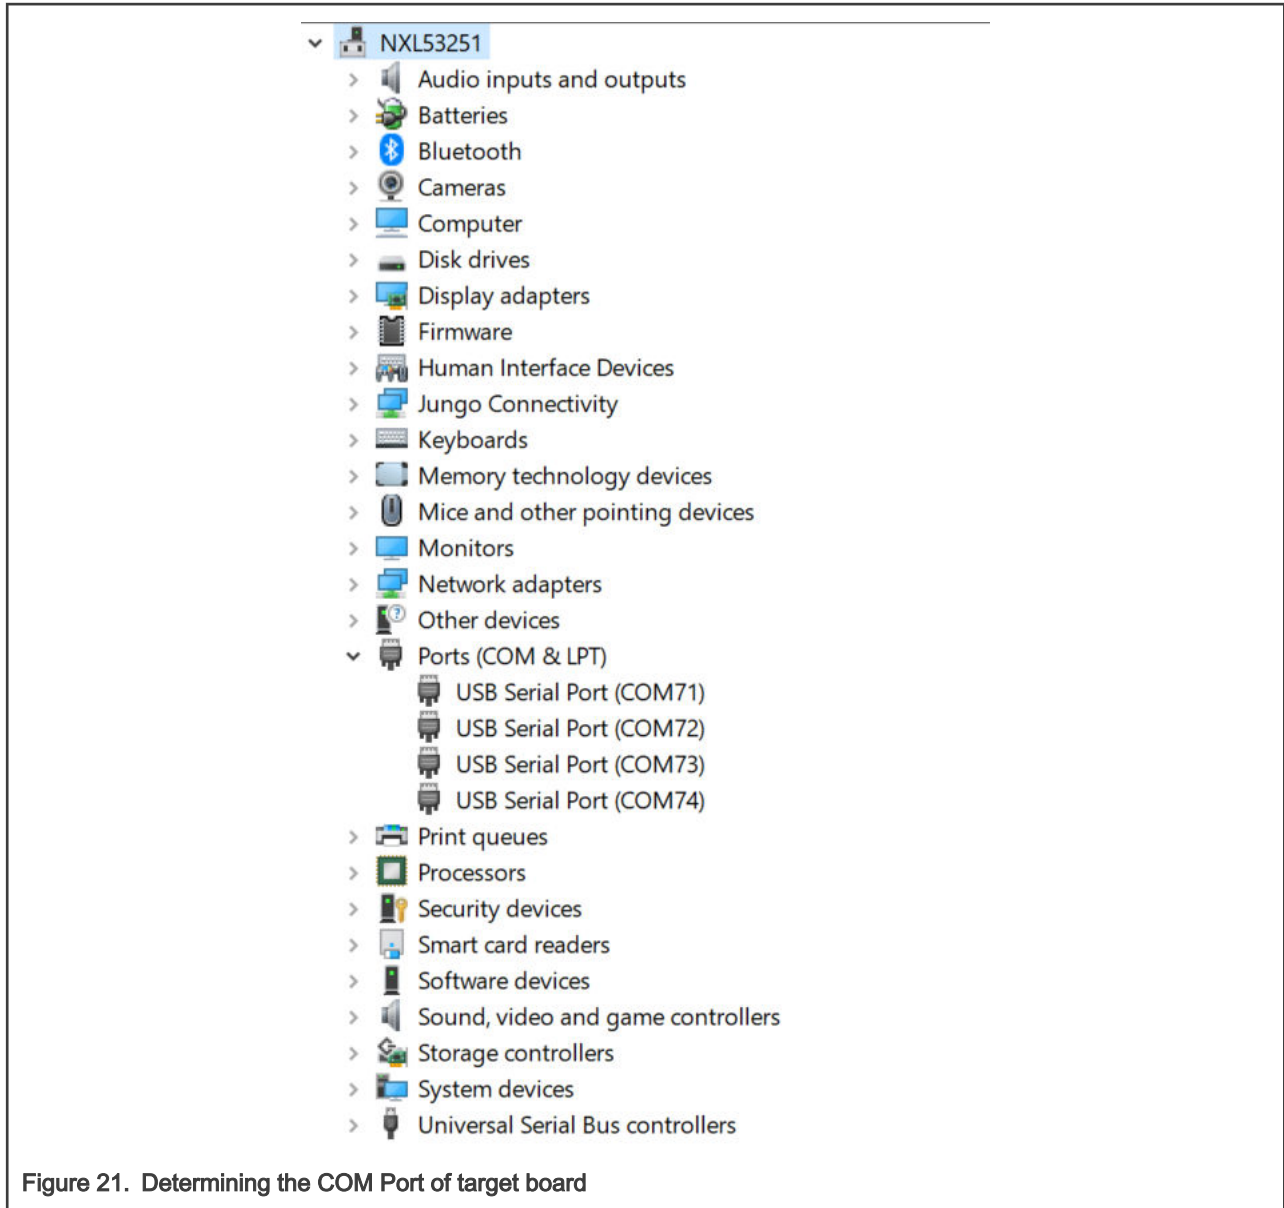 NXL53251
Audio inputs and outputs
Batteries
Bluetooth
Cameras
Computer
Disk drives
Display adapters
Firmware
Human Interface Devices
Jungo Connectivity
Keyboards
Memory technology devices
Mice and other pointing devices
Monitors
Network adapters
Other devices
Ports (COM & LPT)
USB Serial Port (COM71)
USB Serial Port (COM72)
USB Serial Port (COM73)
USB Serial Port (COM74)
Print queues
Processors
Security devices
Smart card readers
Software devices
Sound, video and game controllers
Storage controllers
System devices
Universal Serial Bus controllers
Figure 21. Determining the COM Port of target board